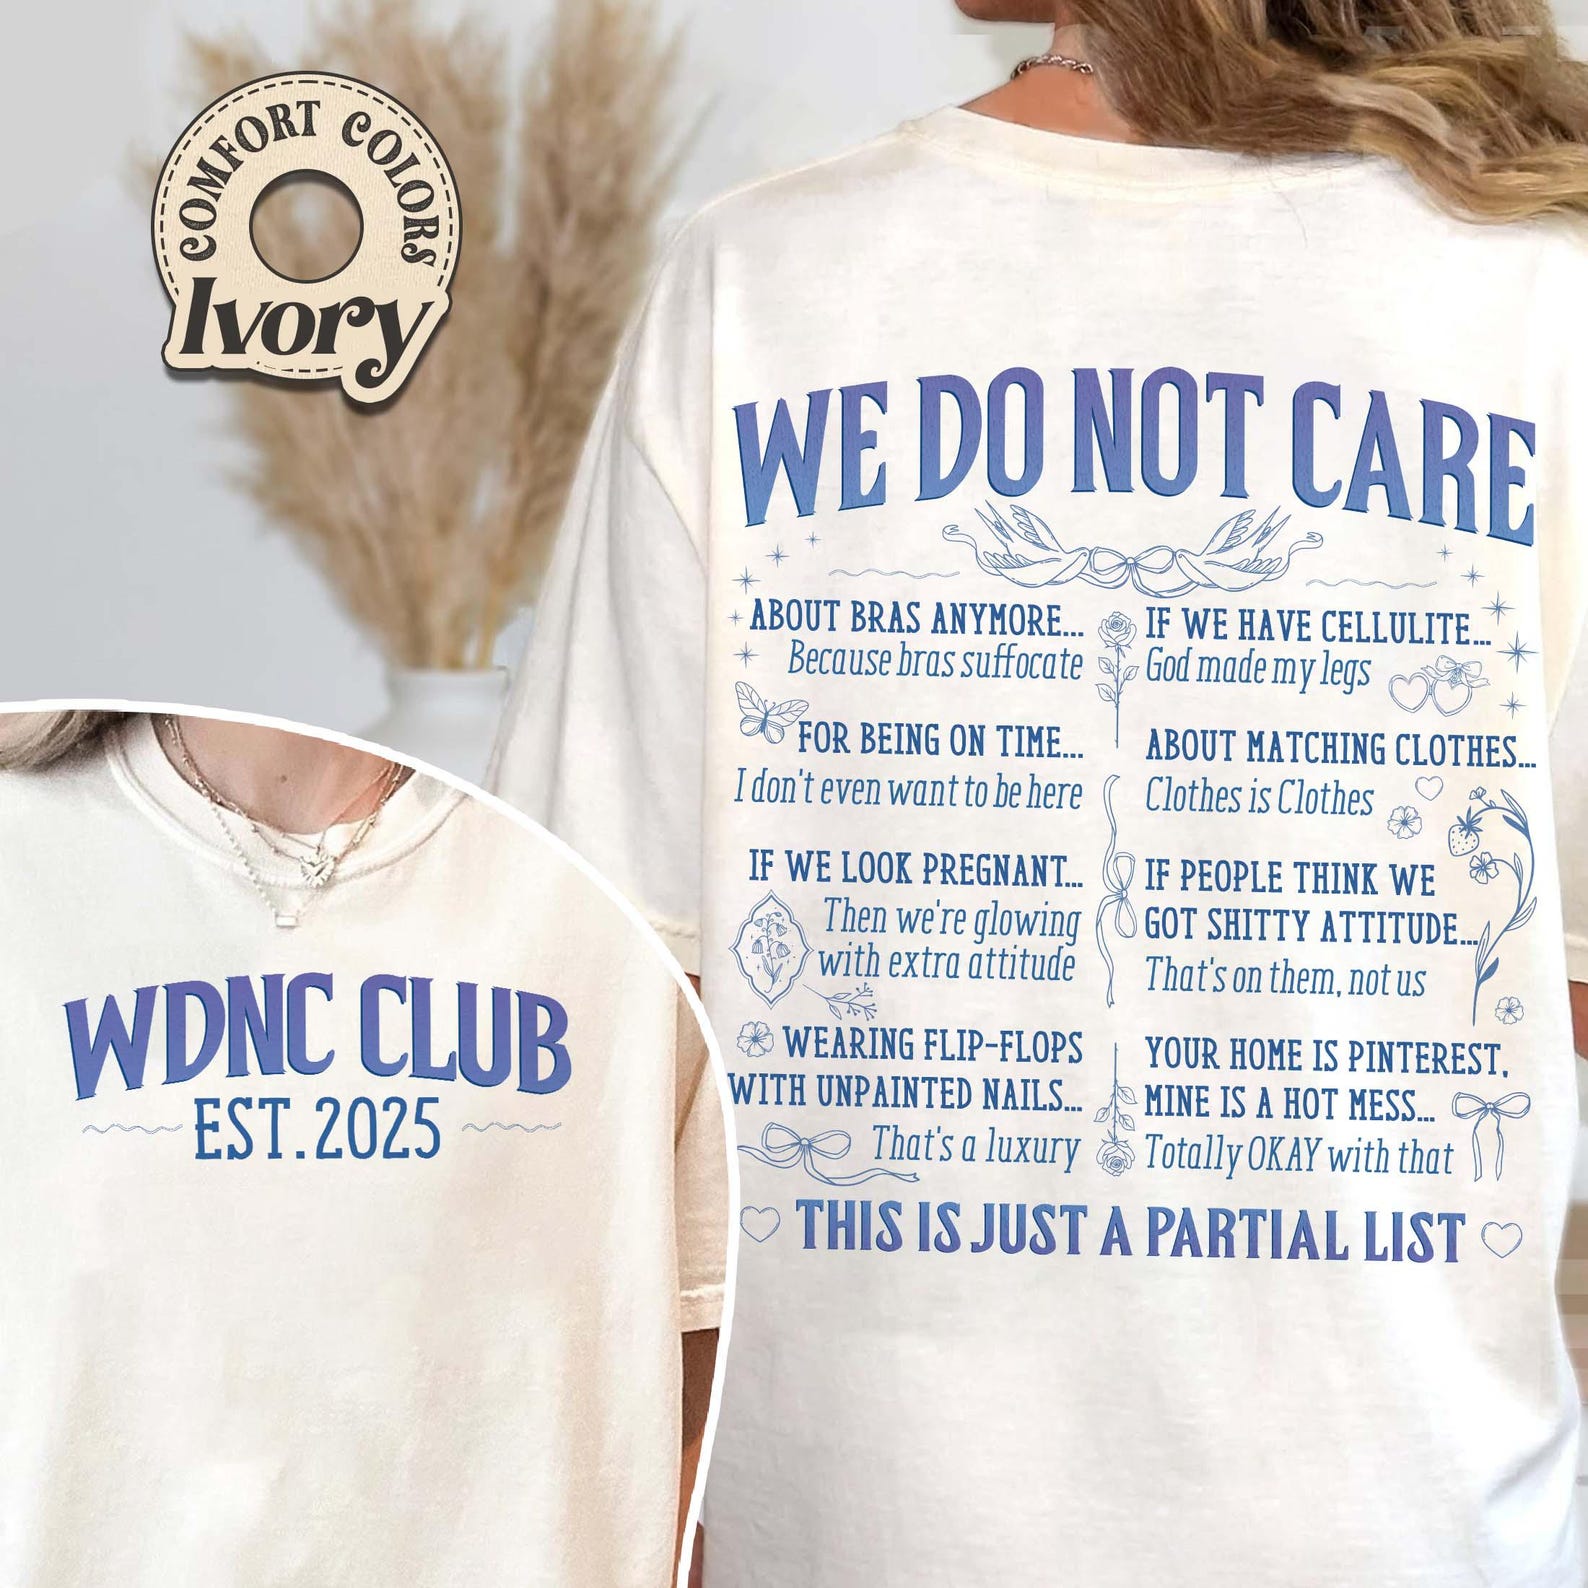 COMFORT COLORS
Ivory
WE DO NOT CARE
ABOUT BRAS ANYMORE...
Because bras suffocate
FOR BEING ON TIME...
I don't even want to be here
IF WE LOOK PREGNANT...
Then we're glowing
with extra attitude
WEARING FLIP-FLOPS
WITH UNPAINTED NAILS...
That's a luxury
IF WE HAVE CELLULITE...
God made my legs
ABOUT MATCHING CLOTHES...
Clothes is Clothes
IF PEOPLE THINK WE
GOT SHITTY ATTITUDE...
That's on them, not us
YOUR HOME IS PINTEREST,
MINE IS A HOT MESS...
Totally OKAY with that
THIS IS JUST A PARTIAL LIST
WDNC CLUB
EST.2025